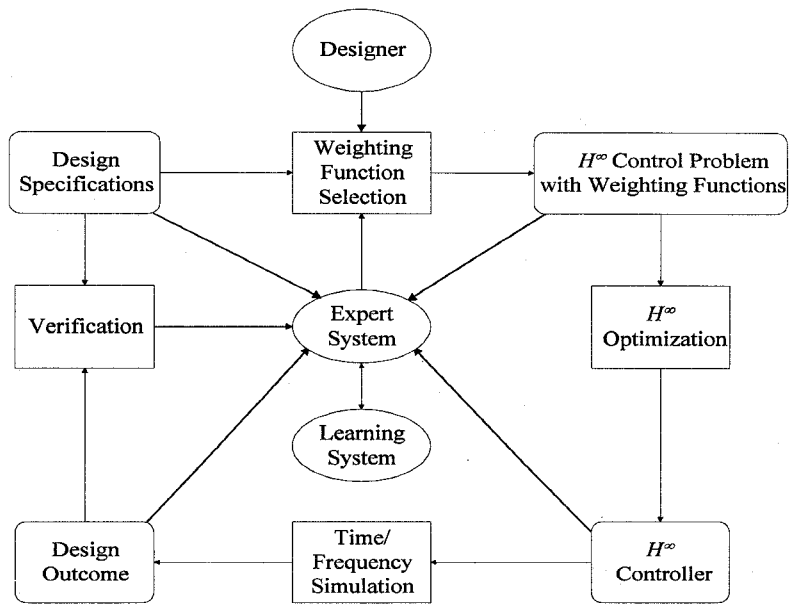 Designer
Design
Specifications
Weighting
Function
Selection
H∞ Control Problem
with Weighting Functions
Verification
Expert
System
H∞
Optimization
Learning
System
Design
Outcome
Time/
Frequency
Simulation
H∞
Controller